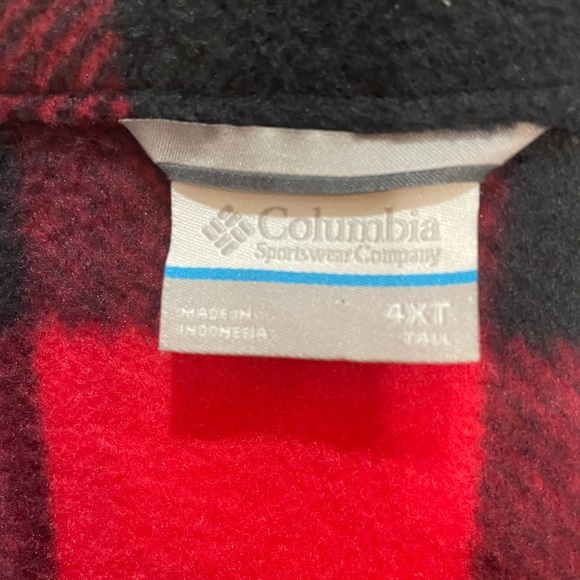 Columbia
Sportswear Company
MADE IN
INDONESIA
4XT
TALL